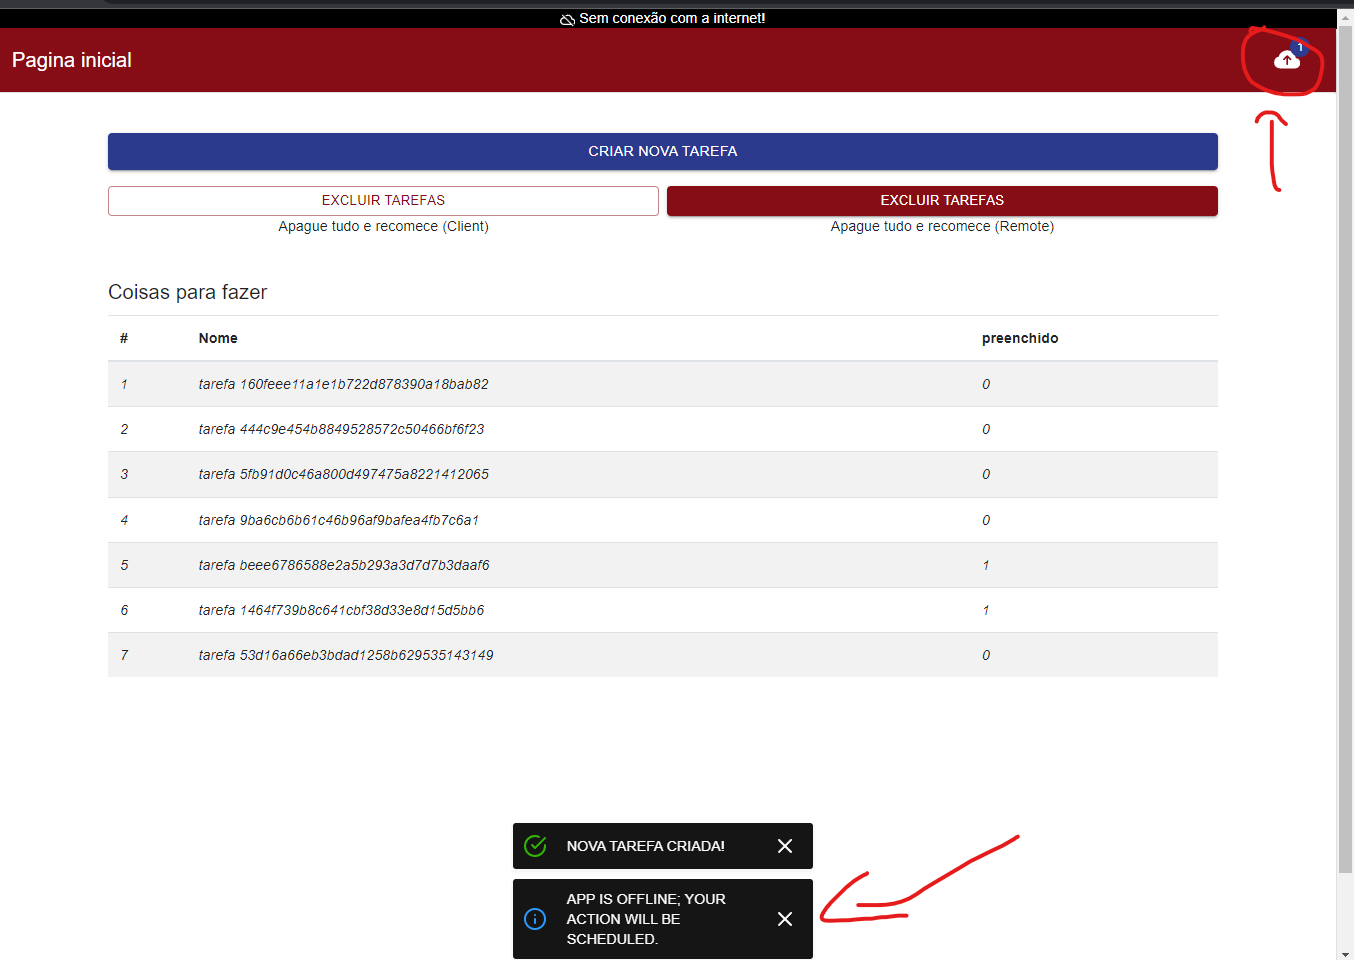 Sem conexão com a internet!
Pagina inicial
1
CRIAR NOVA TAREFA
EXCLUIR TAREFAS EXCLUIR TAREFAS
Apague tudo e recomece (Client) Apague tudo e recomece (Remote)
Coisas para fazer
# Nome preenchido
1 tarefa 160feee11a1e1b722d878390a18bab82 0
2 tarefa 444c9e454b8849528572c50466bf6f23 0
3 tarefa 5fb91d0c46a800d497475a8221412065 0
4 tarefa 9ba6cb6b61c46b96af9bafea4fb7c6a1 0
5 tarefa beee6786588e2a5b293a3d7d7b3daaf6 1
6 tarefa 1464f739b8c641cbf38d33e8d15d5bb6 1
7 tarefa 53d16a66eb3bdad1258b629535143149 0
NOVA TAREFA CRIADA!
APP IS OFFLINE; YOUR
ACTION WILL BE
SCHEDULED.